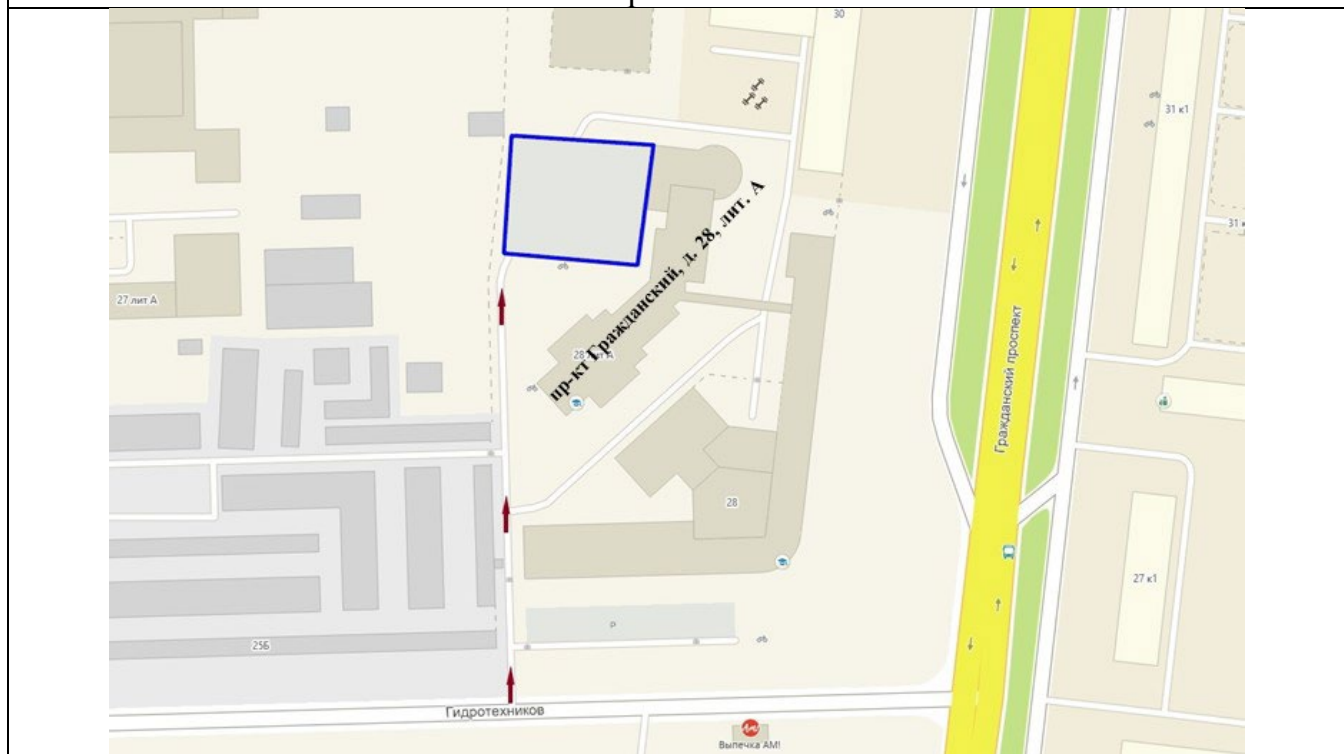 30
31 к1
31 к
27 лит А
пр-кт Гражданский, д. 28, лит. А
28 лит А
Гражданский проспект
28
27 к1
P
25Б
Гидротехников
Выпечка АМ!